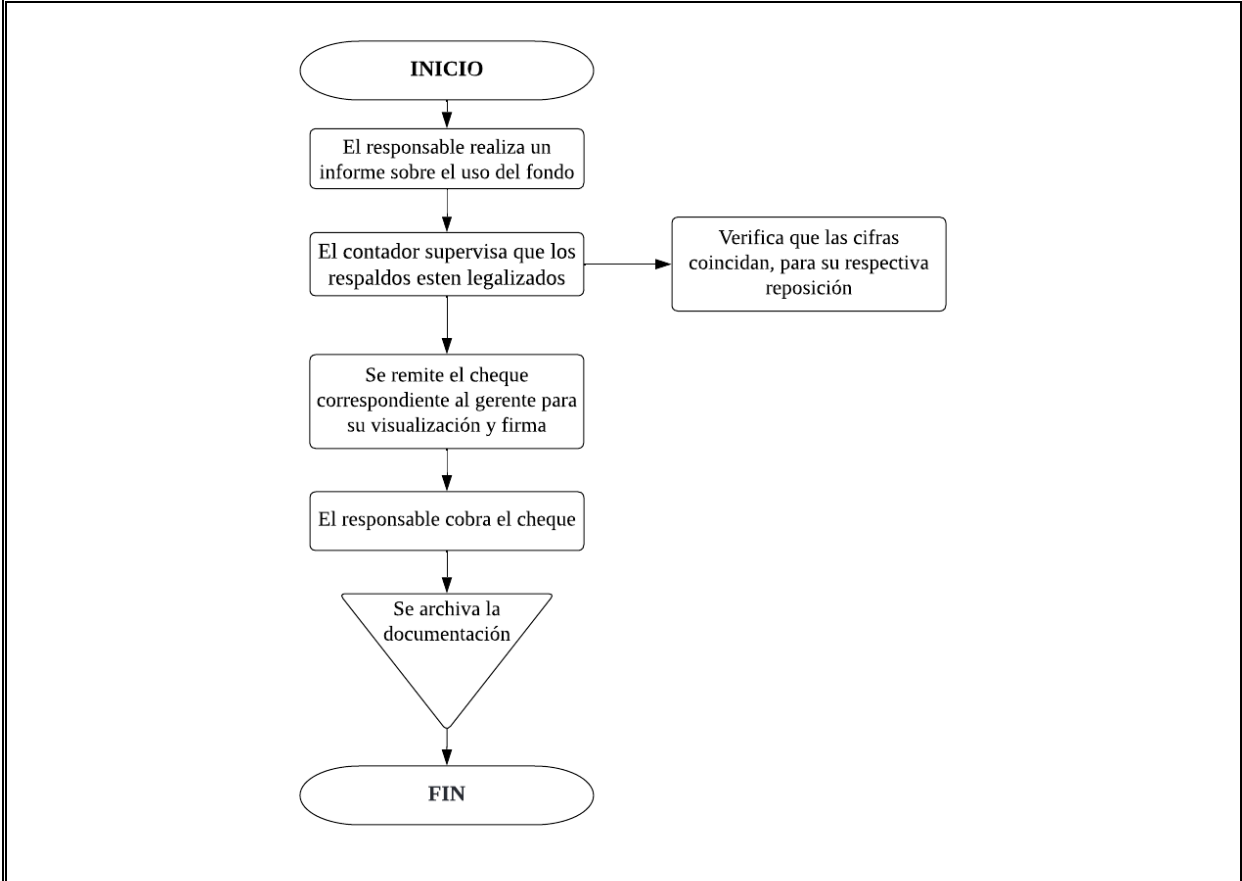 INICIO
El responsable realiza un
informe sobre el uso del fondo
El contador supervisa que los
respaldos esten legalizados
Verifica que las cifras
coincidan, para su respectiva
reposición
Se remite el cheque
correspondiente al gerente para
su visualización y firma
El responsable cobra el cheque
Se archiva la
documentación
FIN